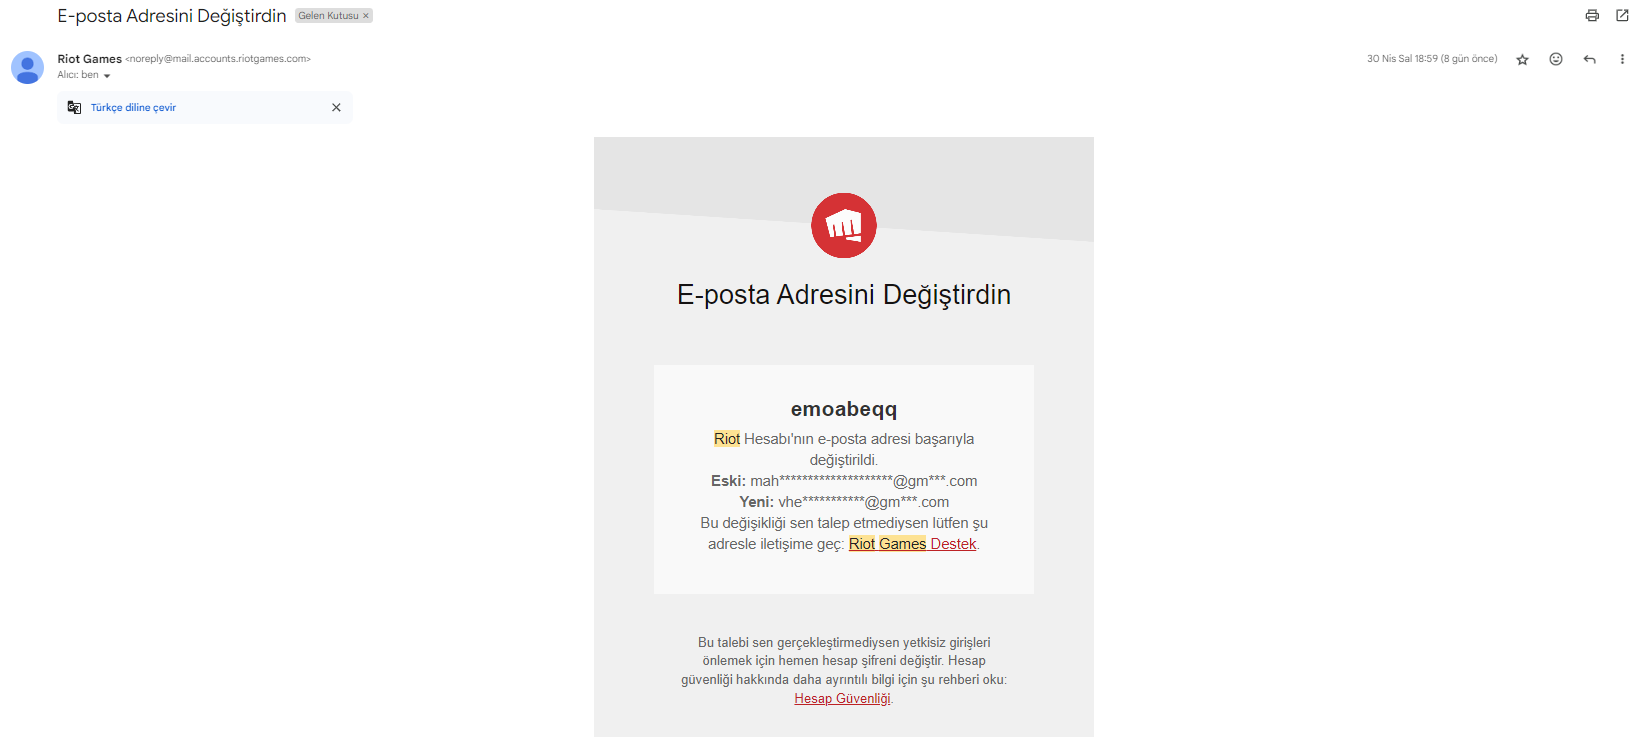 E-posta Adresini Değiştirdin Gelen Kutusu ×
Riot Games <noreply@mail.accounts.riotgames.com> 30 Nis Sal 18:59 (8 gün önce)
Alıcı: ben
Türkçe diline çevir
E-posta Adresini Değiştirdin
emoabeqq
Riot Hesabı'nın e-posta adresi başarıyla
değiştirildi.
Eski: mah********************@gm***.com
Yeni: vhe***********@gm***.com
Bu değişikliği sen talep etmediysen lütfen şu
adresle iletişime geç: Riot Games Destek.
Bu talebi sen gerçekleştirmediysen yetkisiz girişleri
önlemek için hemen hesap şifreni değiştir. Hesap
güvenliği hakkında daha ayrıntılı bilgi için şu rehberi oku:
Hesap Güvenliği.